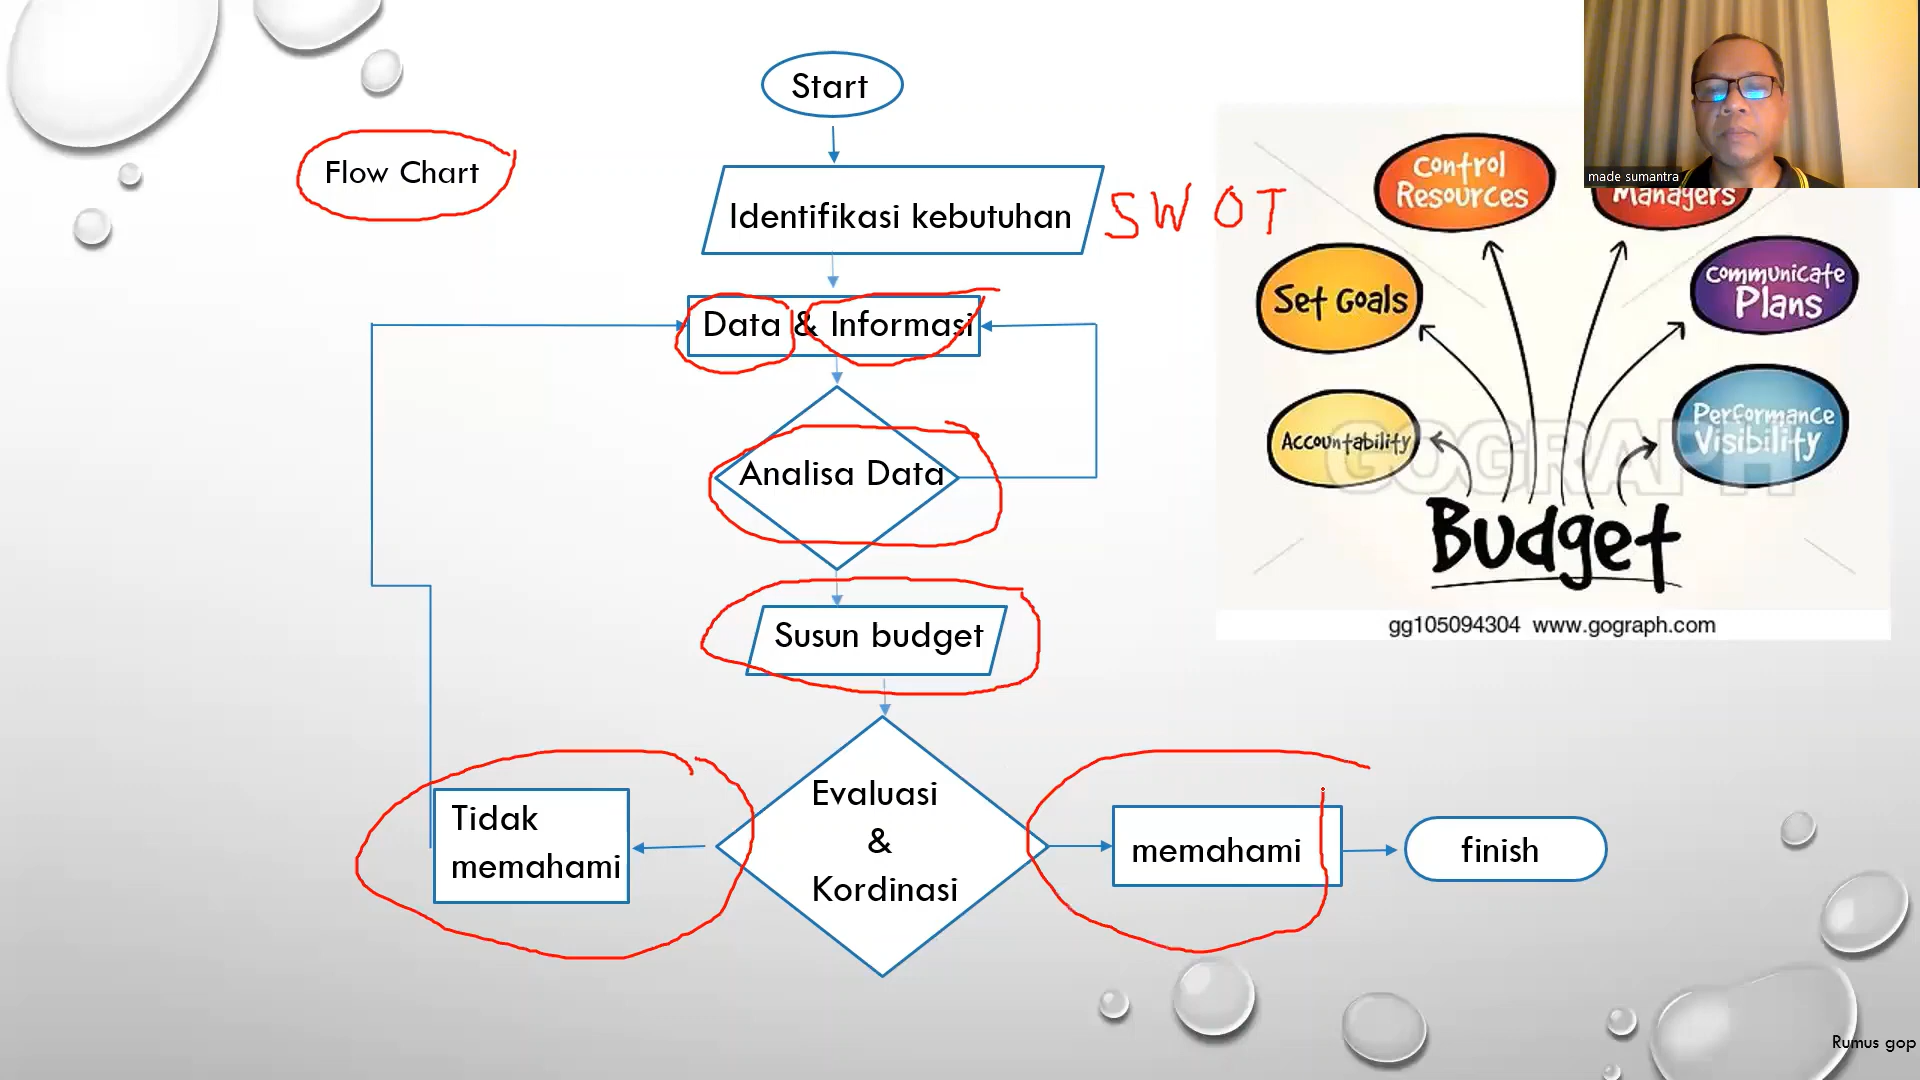 Start
Flow Chart
Identifikasi kebutuhan
SWOT
Data & Informasi
Analisa Data
Susun budget
Evaluasi
&
Kordinasi
Tidak
memahami
memahami
finish
Control
Resources
Managers
Set Goals
Communicate
Plans
Accountability
Performance
Visibility
GOGRAPH
Budget
gg105094304 www.gograph.com
made sumantra
Rumus gop